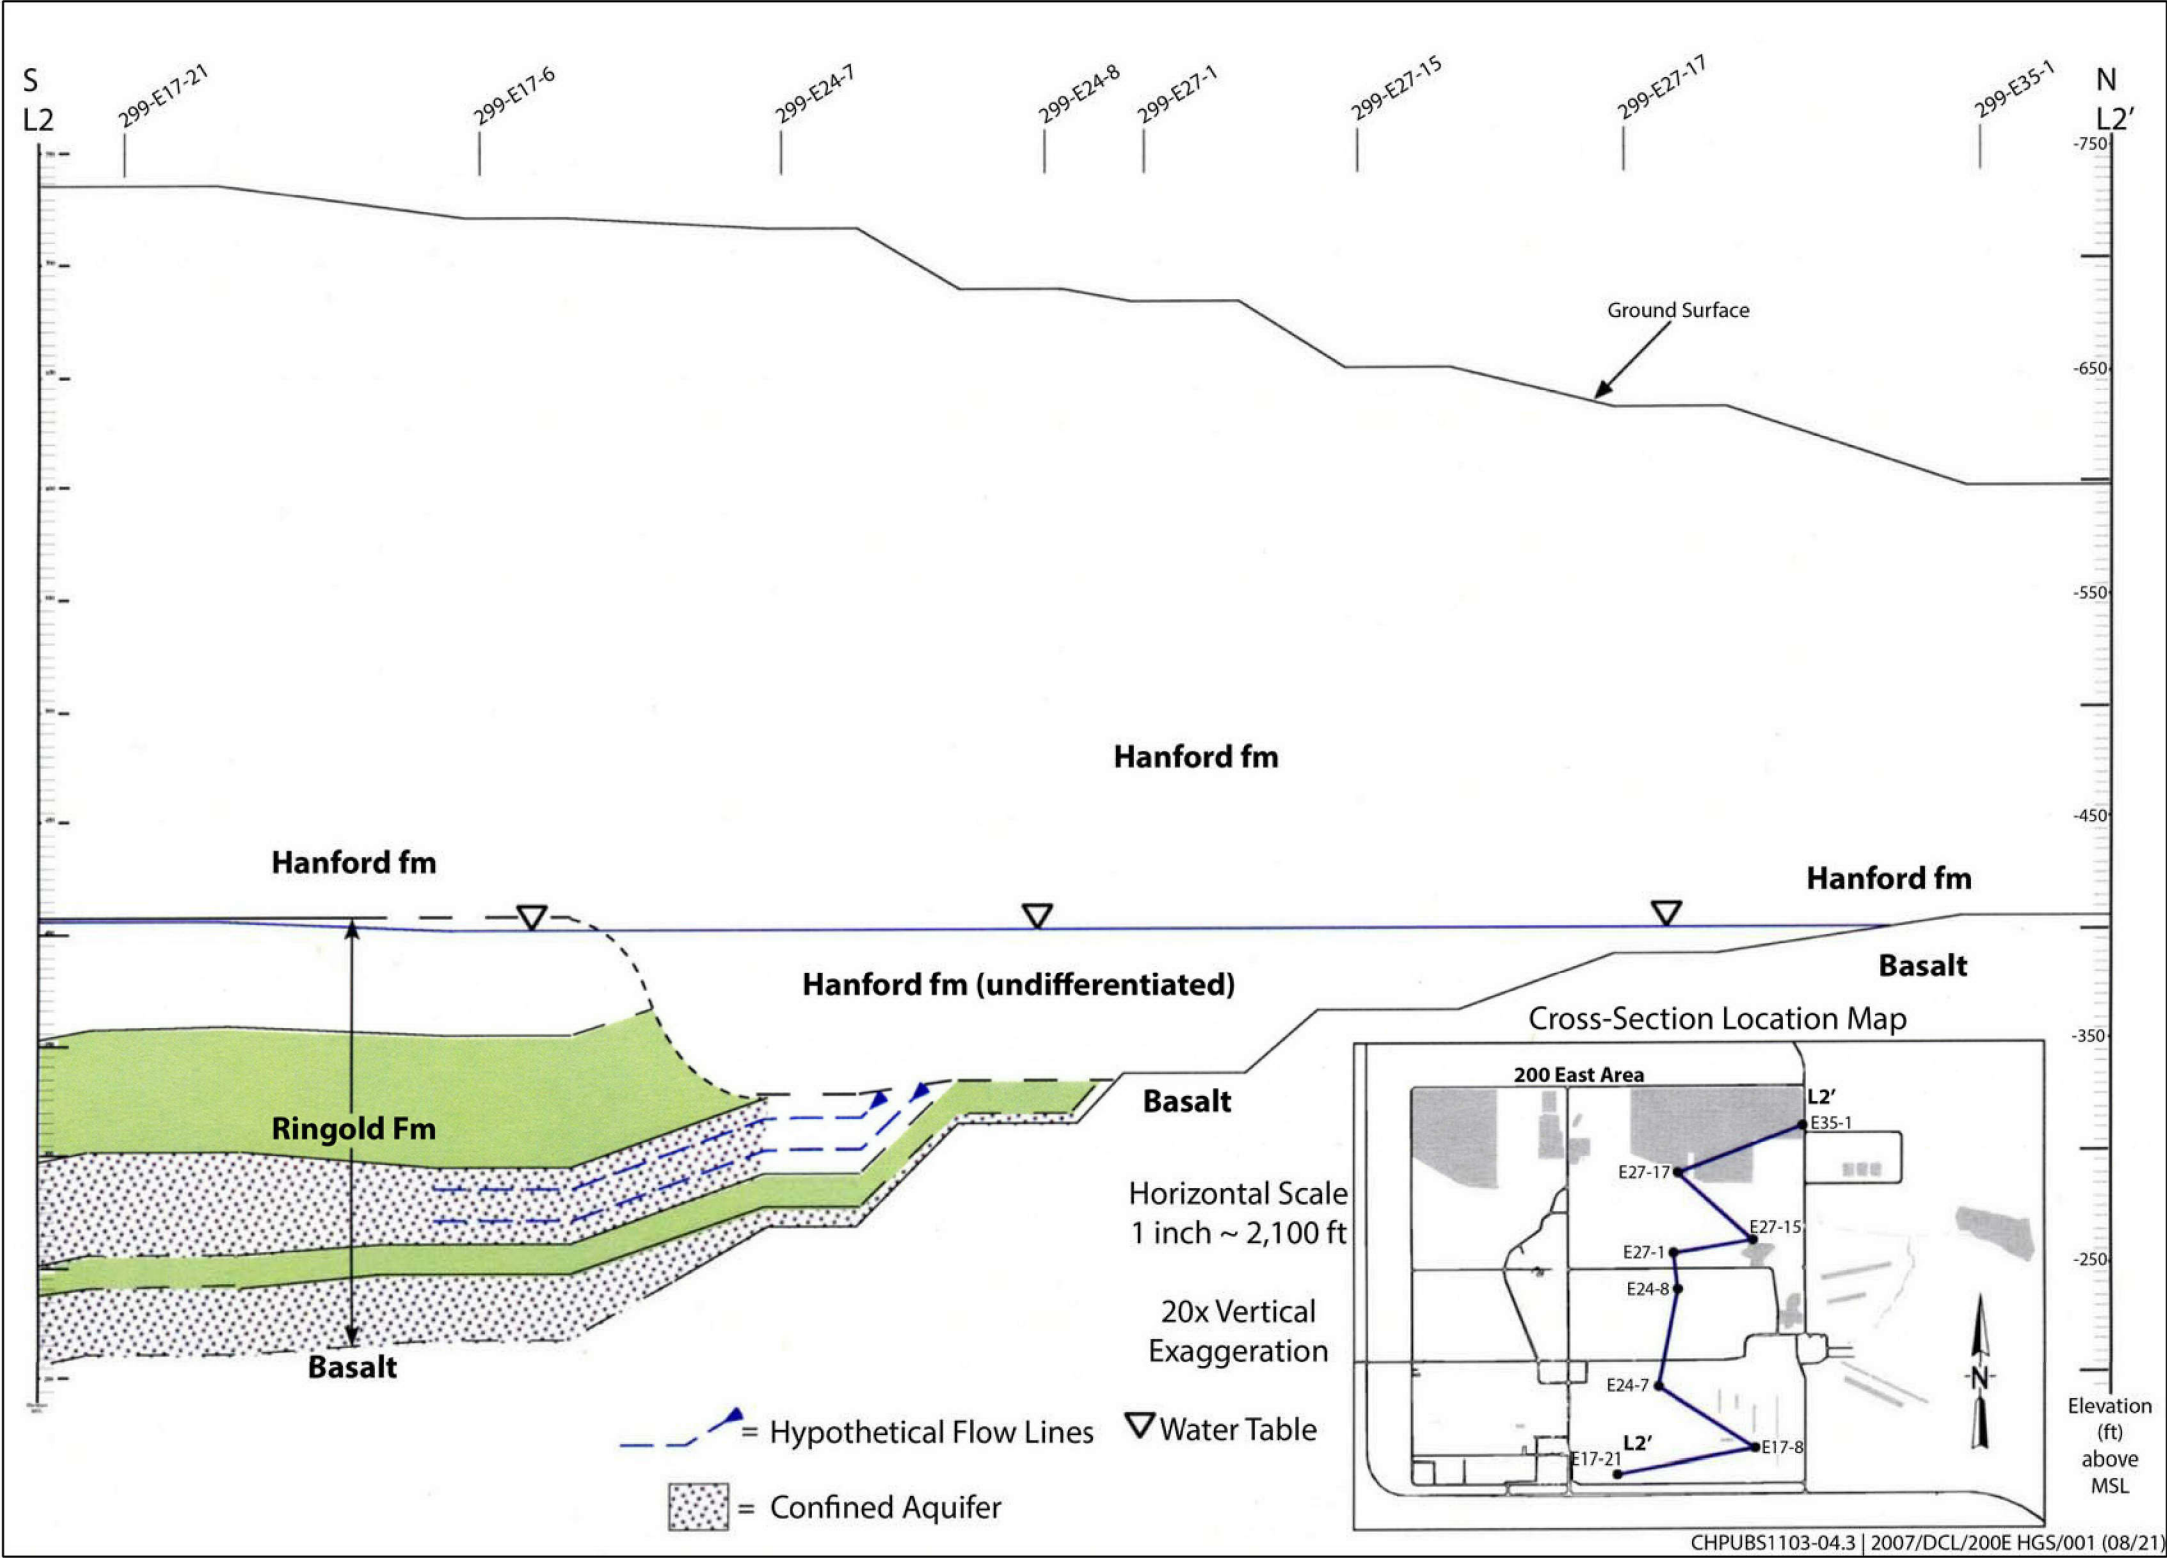 S
L2
299-E17-21
299-E17-6
299-E24-7
299-E24-8
299-E27-1
299-E27-15
299-E27-17
299-E35-1
N
L2′
-750
Ground Surface
-650
-550
Hanford fm
-450
Hanford fm
Hanford fm
Hanford fm (undifferentiated)
Basalt
Cross-Section Location Map
-350
200 East Area
L2′
Basalt
E35-1
Ringold Fm
E27-17
Horizontal Scale
1 inch ~ 2,100 ft
E27-15
E27-1
-250
E24-8
20x Vertical
Exaggeration
Basalt
E24-7
N
Elevation
(ft)
above
MSL
= Hypothetical Flow Lines
Water Table
L2′
E17-8
E17-21
= Confined Aquifer
CHPUBS1103-04.3 | 2007/DCL/200E HGS/001 (08/21)